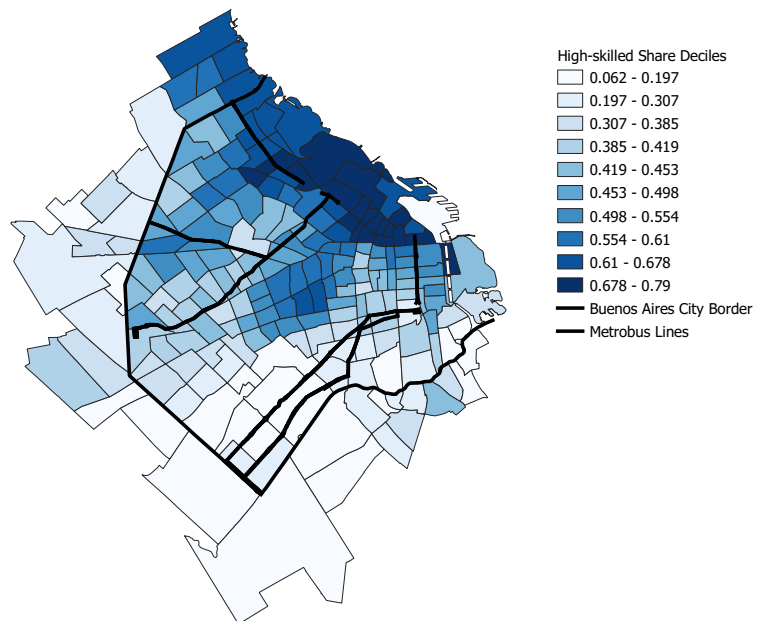 High-skilled Share Deciles
0.062 - 0.197
0.197 - 0.307
0.307 - 0.385
0.385 - 0.419
0.419 - 0.453
0.453 - 0.498
0.498 - 0.554
0.554 - 0.61
0.61 - 0.678
0.678 - 0.79
Buenos Aires City Border
Metrobus Lines